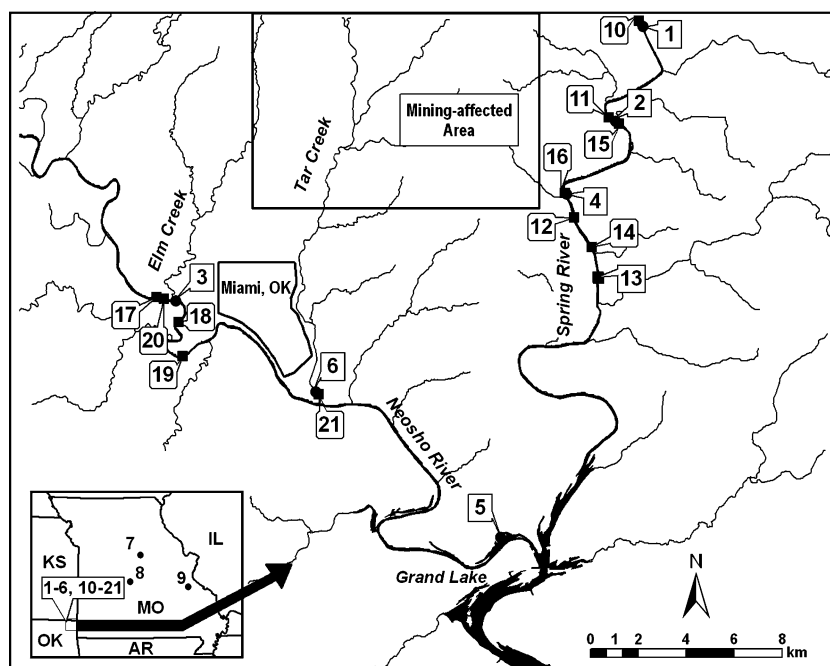 10
1
11
2
Mining-affected
Area
15
Tar Creek
16
4
12
14
Elm Creek
13
Spring River
3
Miami, OK
17
18
20
19
6
21
Neosho River
5
Grand Lake
IL
7
KS
8
9
1-6, 10-21
MO
OK
AR
N
0 1 2 4 6 8
km